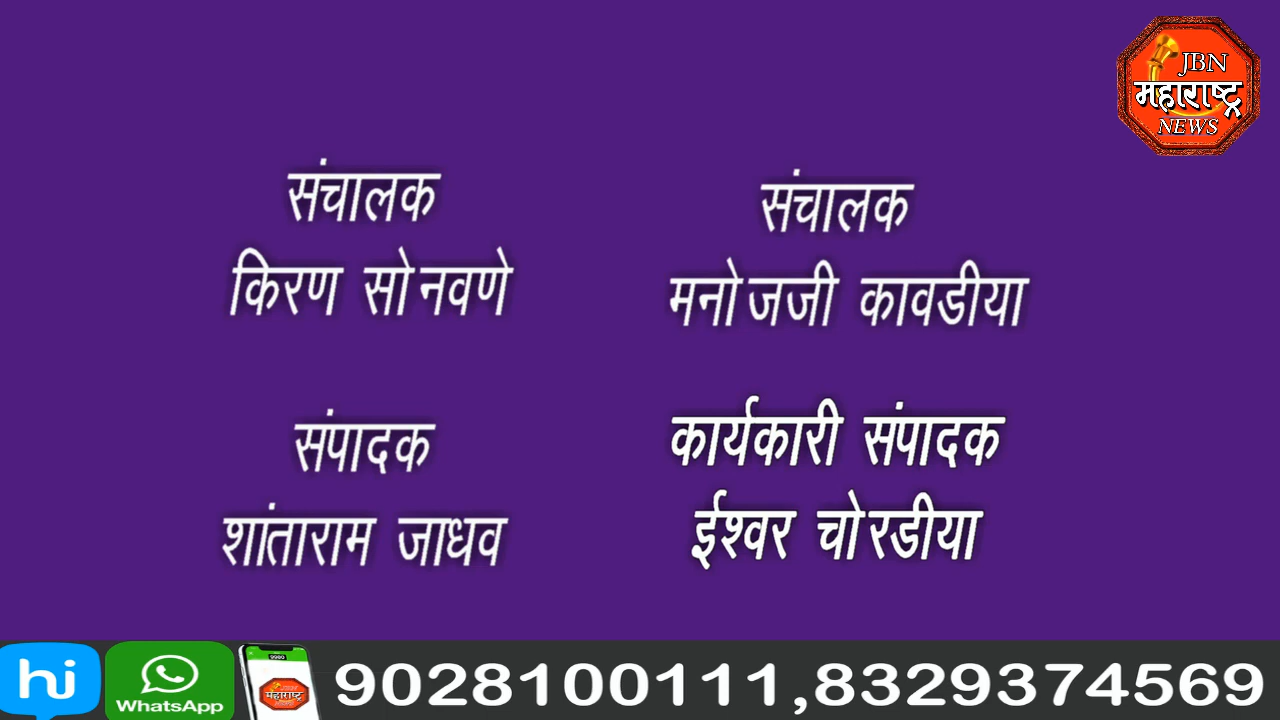 JBN
महाराष्ट्र
NEWS
संचालक
किरण सोनवणे
संचालक
मनोजजी कावडीया
संपादक
शांताराम जाधव
कार्यकारी संपादक
ईश्वर चोरडीया
hi
WhatsApp
महाराष्ट्र
9028100111,8329374569